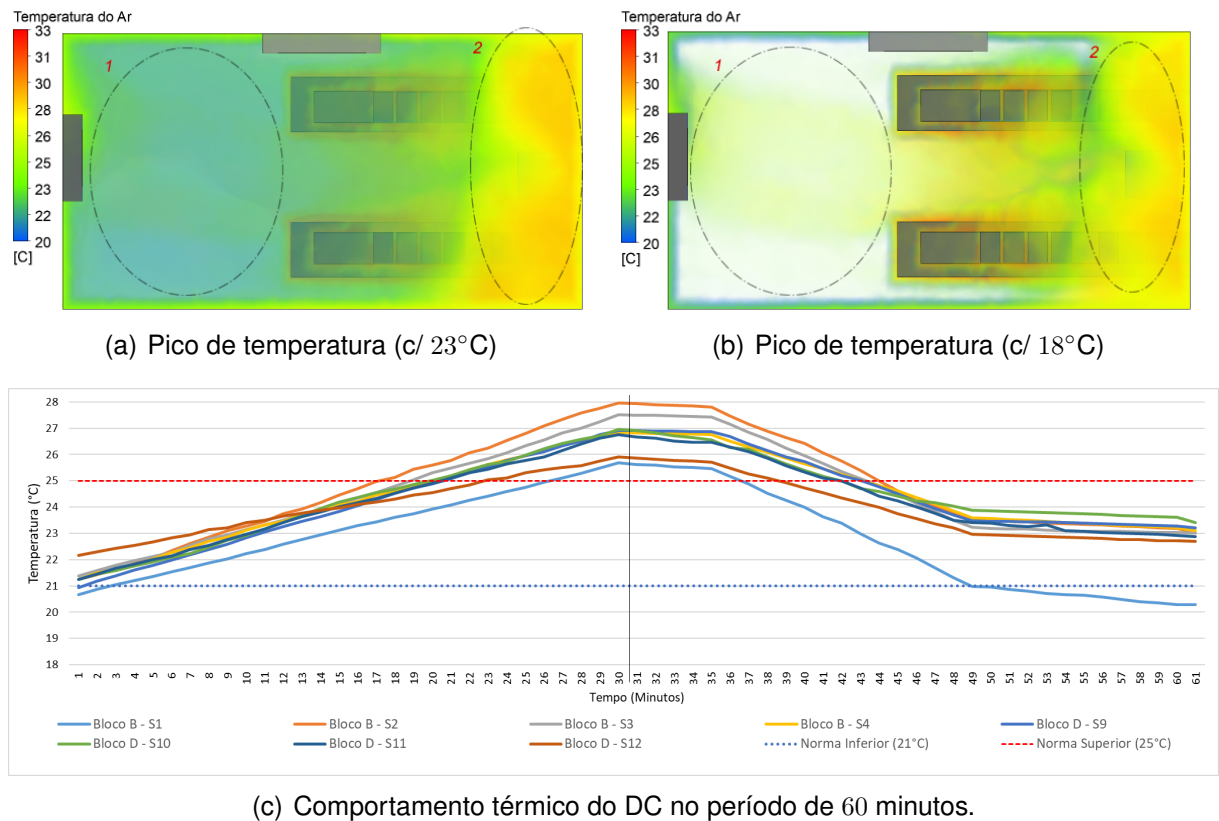 Temperatura do Ar
33
31
30
28
26
25
23
22
20
[C]
1
2
Temperatura do Ar
33
31
30
28
26
25
23
22
20
[C]
1
2
(a) Pico de temperatura (c/ 23°C)
(b) Pico de temperatura (c/ 18°C)
Temperatura (°C)
28
27
26
25
24
23
22
21
20
19
18
1 2 3 4 5 6 7 8 9 10 11 12 13 14 15 16 17 18 19 20 21 22 23 24 25 26 27 28 29 30 31 32 33 34 35 36 37 38 39 40 41 42 43 44 45 46 47 48 49 50 51 52 53 54 55 56 57 58 59 60 61
Tempo (Minutos)
Bloco B - S1 Bloco B - S2 Bloco B - S3 Bloco B - S4 Bloco D - S9
Bloco D - S10 Bloco D - S11 Bloco D - S12 Norma Inferior (21°C) Norma Superior (25°C)
(c) Comportamento térmico do DC no período de 60 minutos.